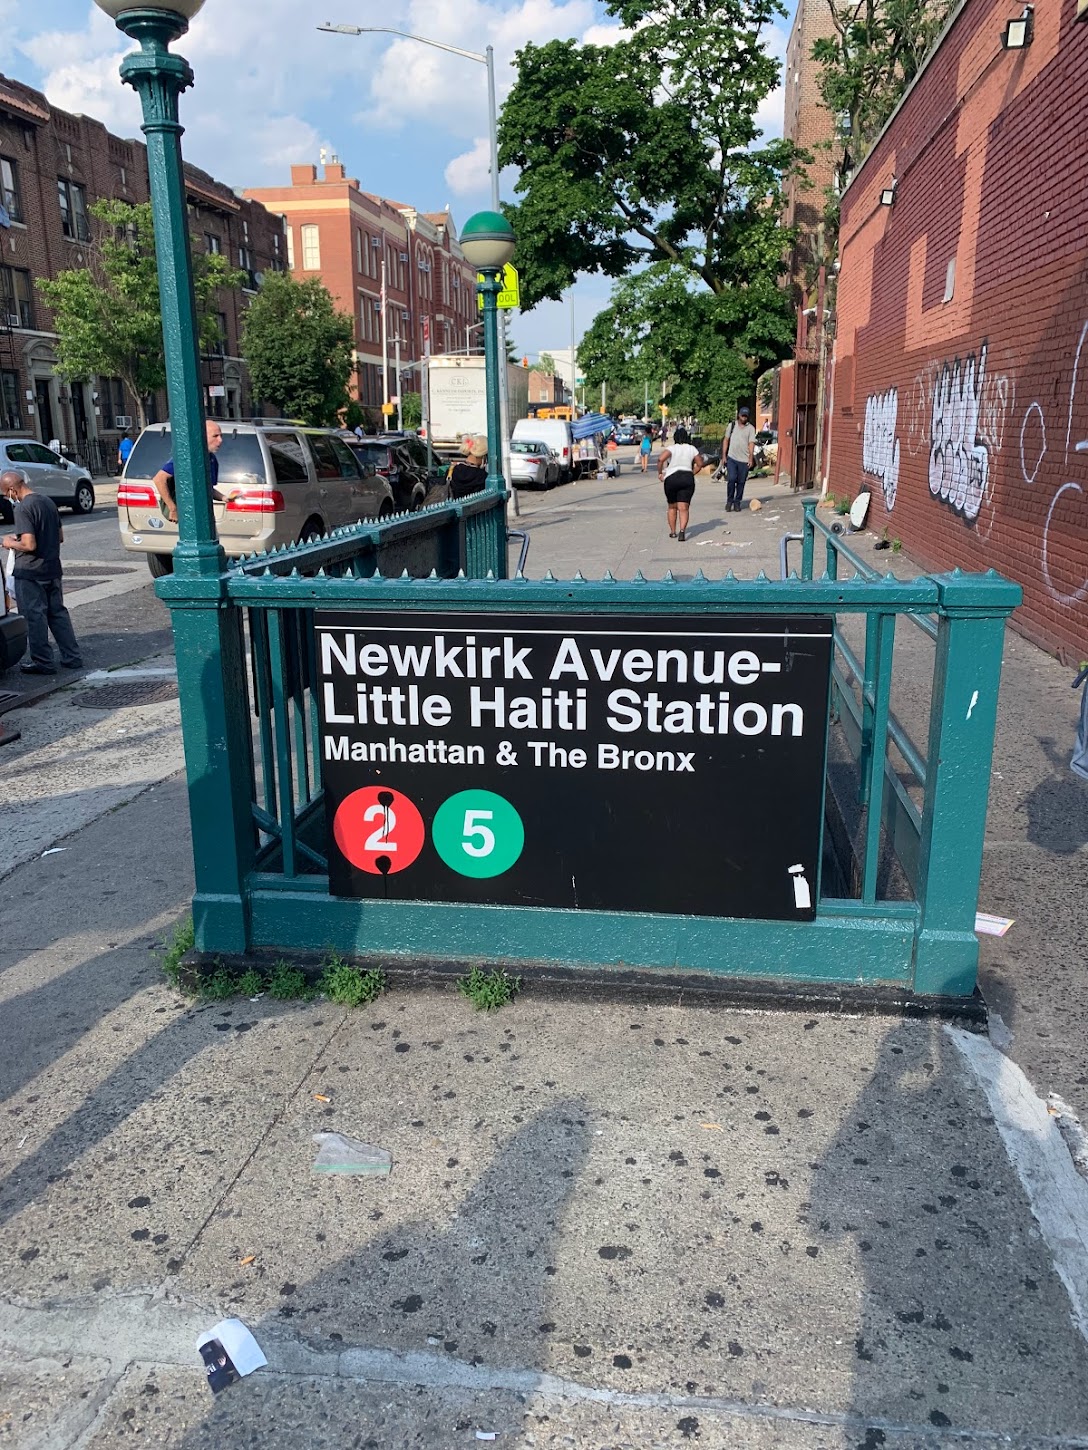 Newkirk Avenue-
Little Haiti Station
Manhattan & The Bronx
2 5